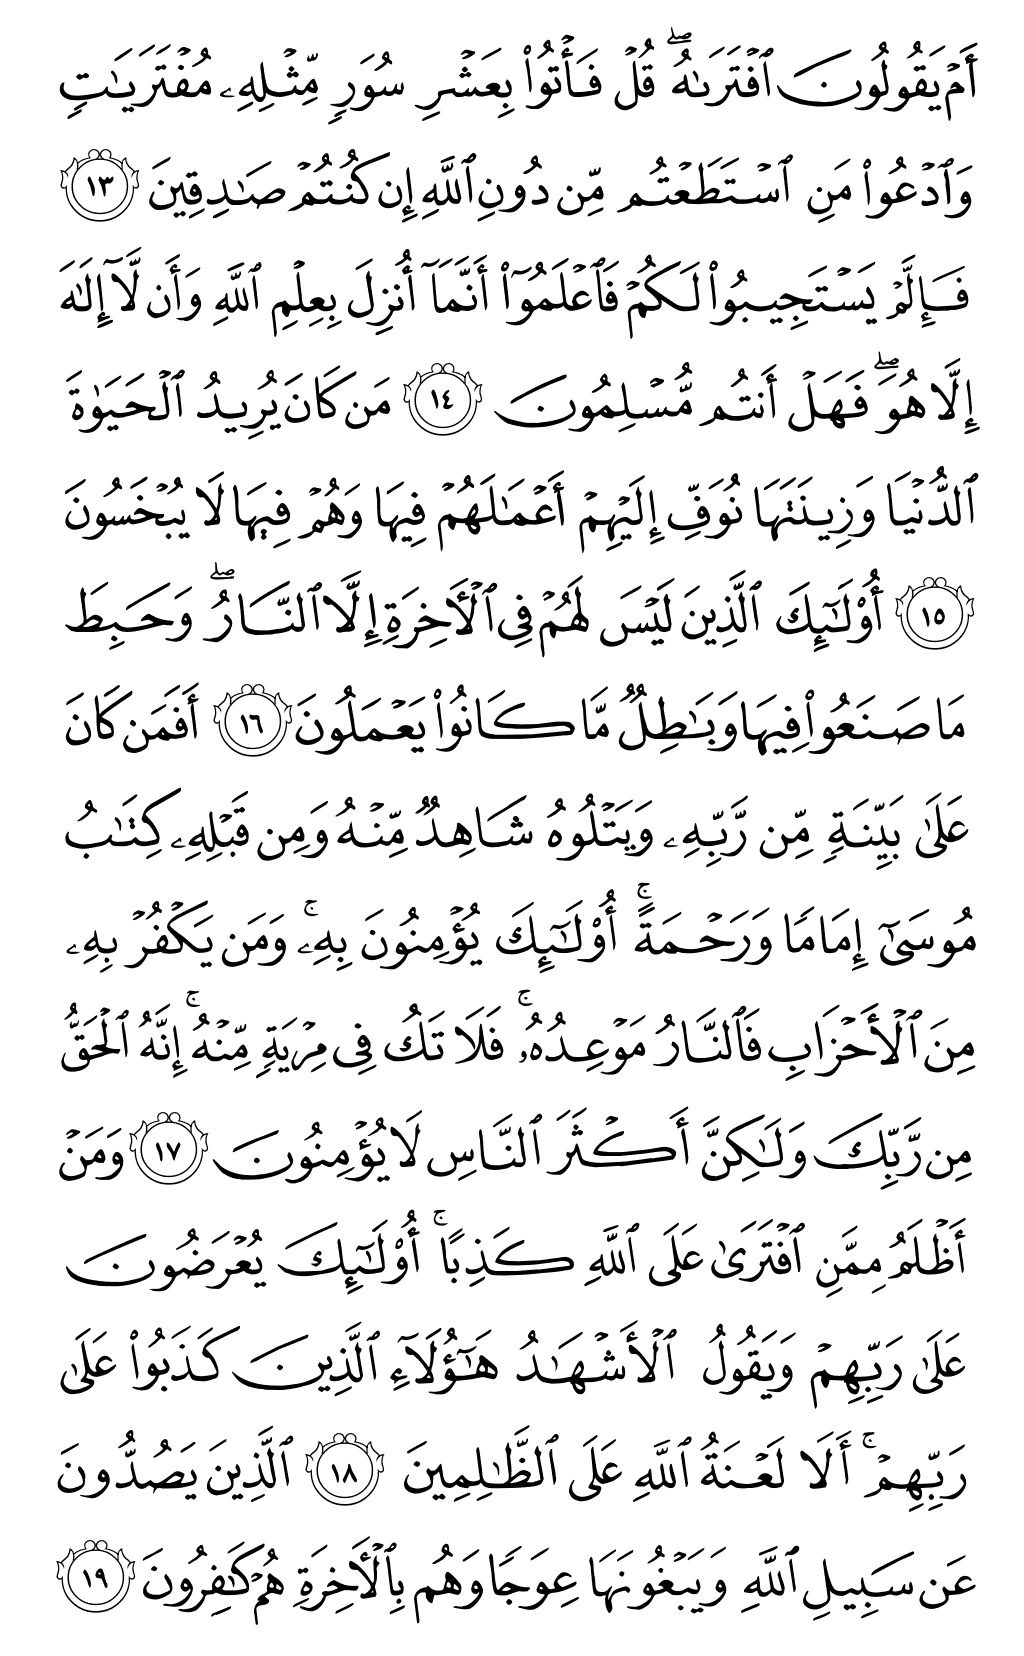 أَمۡ يَقُولُونَ ٱفۡتَرَىٰهُۖ قُلۡ فَأۡتُواْ بِعَشۡرِ سُوَرٖ مِّثۡلِهِۦ مُفۡتَرَيَٰتٖ
وَٱدۡعُواْ مَنِ ٱسۡتَطَعۡتُم مِّن دُونِ ٱللَّهِ إِن كُنتُمۡ صَٰدِقِينَ ١٣
فَإِلَّمۡ يَسۡتَجِيبُواْ لَكُمۡ فَٱعۡلَمُوٓاْ أَنَّمَآ أُنزِلَ بِعِلۡمِ ٱللَّهِ وَأَن لَّآ إِلَٰهَ
إِلَّا هُوَۖ فَهَلۡ أَنتُم مُّسۡلِمُونَ ١٤ مَن كَانَ يُرِيدُ ٱلۡحَيَوٰةَ
ٱلدُّنۡيَا وَزِينَتَهَا نُوَفِّ إِلَيۡهِمۡ أَعۡمَٰلَهُمۡ فِيهَا وَهُمۡ فِيهَا لَا يُبۡخَسُونَ
١٥ أُوْلَٰٓئِكَ ٱلَّذِينَ لَيۡسَ لَهُمۡ فِي ٱلۡأٓخِرَةِ إِلَّا ٱلنَّارُۖ وَحَبِطَ
مَا صَنَعُواْ فِيهَا وَبَٰطِلٞ مَّا كَانُواْ يَعۡمَلُونَ ١٦ أَفَمَن كَانَ
عَلَىٰ بَيِّنَةٖ مِّن رَّبِّهِۦ وَيَتۡلُوهُ شَاهِدٞ مِّنۡهُ وَمِن قَبۡلِهِۦ كِتَٰبُ
مُوسَىٰٓ إِمَامٗا وَرَحۡمَةًۚ أُوْلَٰٓئِكَ يُؤۡمِنُونَ بِهِۦۚ وَمَن يَكۡفُرۡ بِهِۦ
مِنَ ٱلۡأَحۡزَابِ فَٱلنَّارُ مَوۡعِدُهُۥۚ فَلَا تَكُ فِي مِرۡيَةٖ مِّنۡهُۚ إِنَّهُ ٱلۡحَقُّ
مِن رَّبِّكَ وَلَٰكِنَّ أَكۡثَرَ ٱلنَّاسِ لَا يُؤۡمِنُونَ ١٧ وَمَنۡ
أَظۡلَمُ مِمَّنِ ٱفۡتَرَىٰ عَلَى ٱللَّهِ كَذِبًاۚ أُوْلَٰٓئِكَ يُعۡرَضُونَ
عَلَىٰ رَبِّهِمۡ وَيَقُولُ ٱلۡأَشۡهَٰدُ هَٰٓؤُلَآءِ ٱلَّذِينَ كَذَبُواْ عَلَىٰ
رَبِّهِمۡۚ أَلَا لَعۡنَةُ ٱللَّهِ عَلَى ٱلظَّٰلِمِينَ ١٨ ٱلَّذِينَ يَصُدُّونَ
عَن سَبِيلِ ٱللَّهِ وَيَبۡغُونَهَا عِوَجٗا وَهُم بِٱلۡأٓخِرَةِ هُمۡ كَٰفِرُونَ ١٩